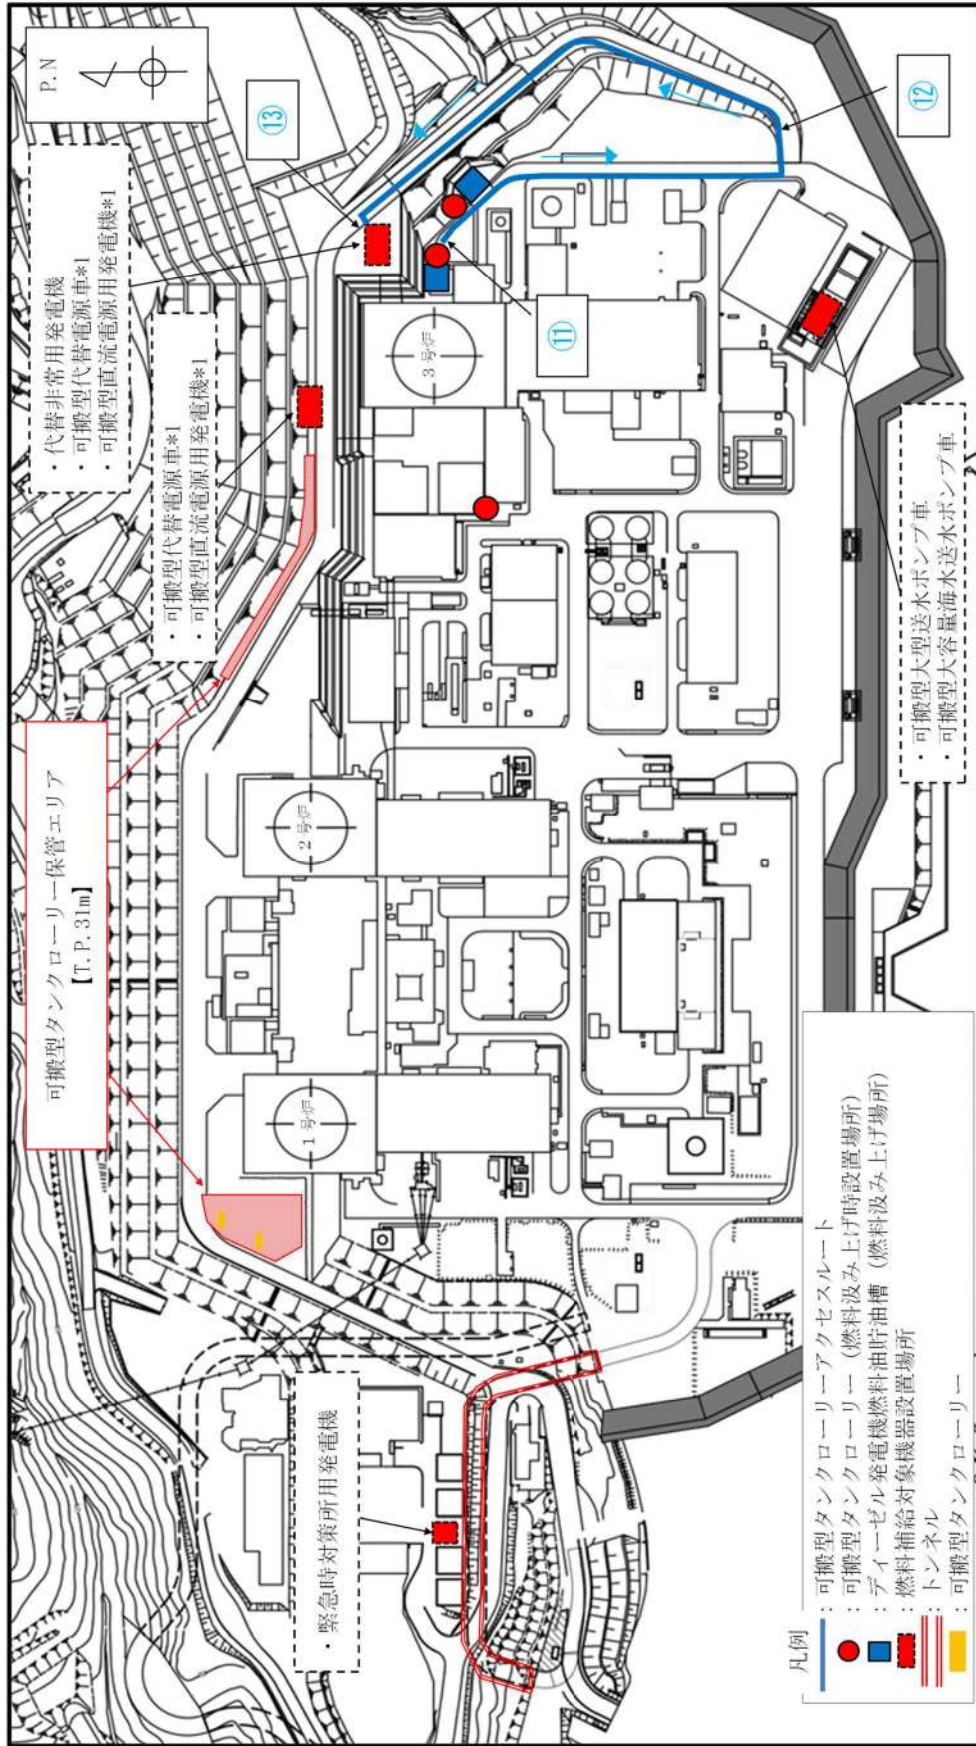 P.N
⑬
・代替非常用発電機
・可搬型代替電源車*1
・可搬型直流電源用発電機*1
・可搬型代替電源車*1
・可搬型直流電源用発電機*1
可搬型タンクローリー保管エリア
【T.P.31m】
・緊急時対策所用発電機
⑫
⑪
3号炉
2号炉
1号炉
・可搬型大型送水ポンプ車
・可搬型大容量海水送水ポンプ車
凡例
：可搬型タンクローリーアクセスルート
：可搬型タンクローリー（燃料汲み上げ時設置場所）
：ディーゼル発電機燃料油貯油槽（燃料汲み上げ場所）
：燃料補給対象機器設置場所
：トンネル
：可搬型タンクローリー